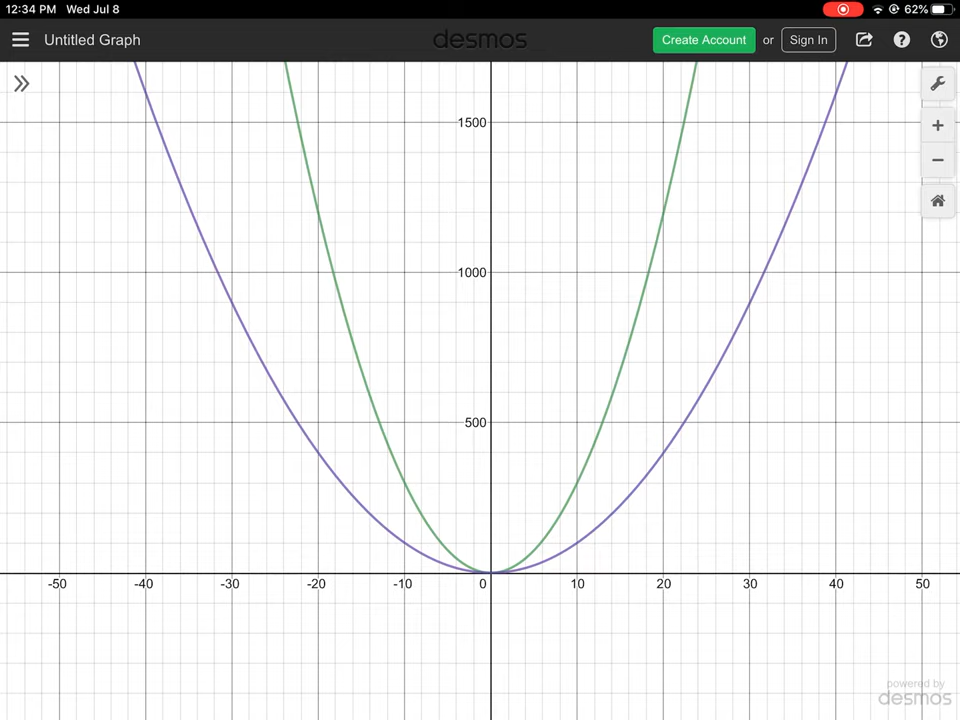 12:34 PM Wed Jul 8 62%
Untitled Graph desmos Create Account or Sign In
1500
1000
500
-50 -40 -30 -20 -10 0 10 20 30 40 50
powered by
desmos